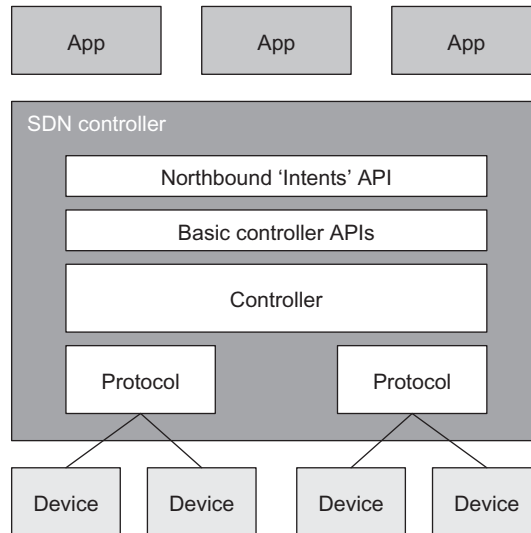 App
App
App
SDN controller
Northbound ‘Intents’ API
Basic controller APIs
Controller
Protocol
Protocol
Device
Device
Device
Device